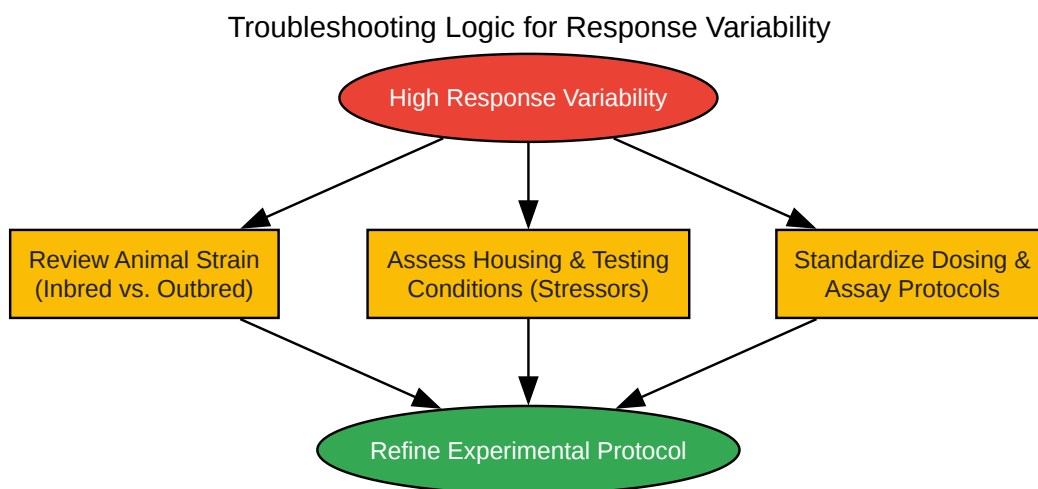 Troubleshooting Logic for Response Variability
High Response Variability
Review Animal Strain
(Inbred vs. Outbred)
Assess Housing & Testing
Conditions (Stressors)
Standardize Dosing &
Assay Protocols
Refine Experimental Protocol